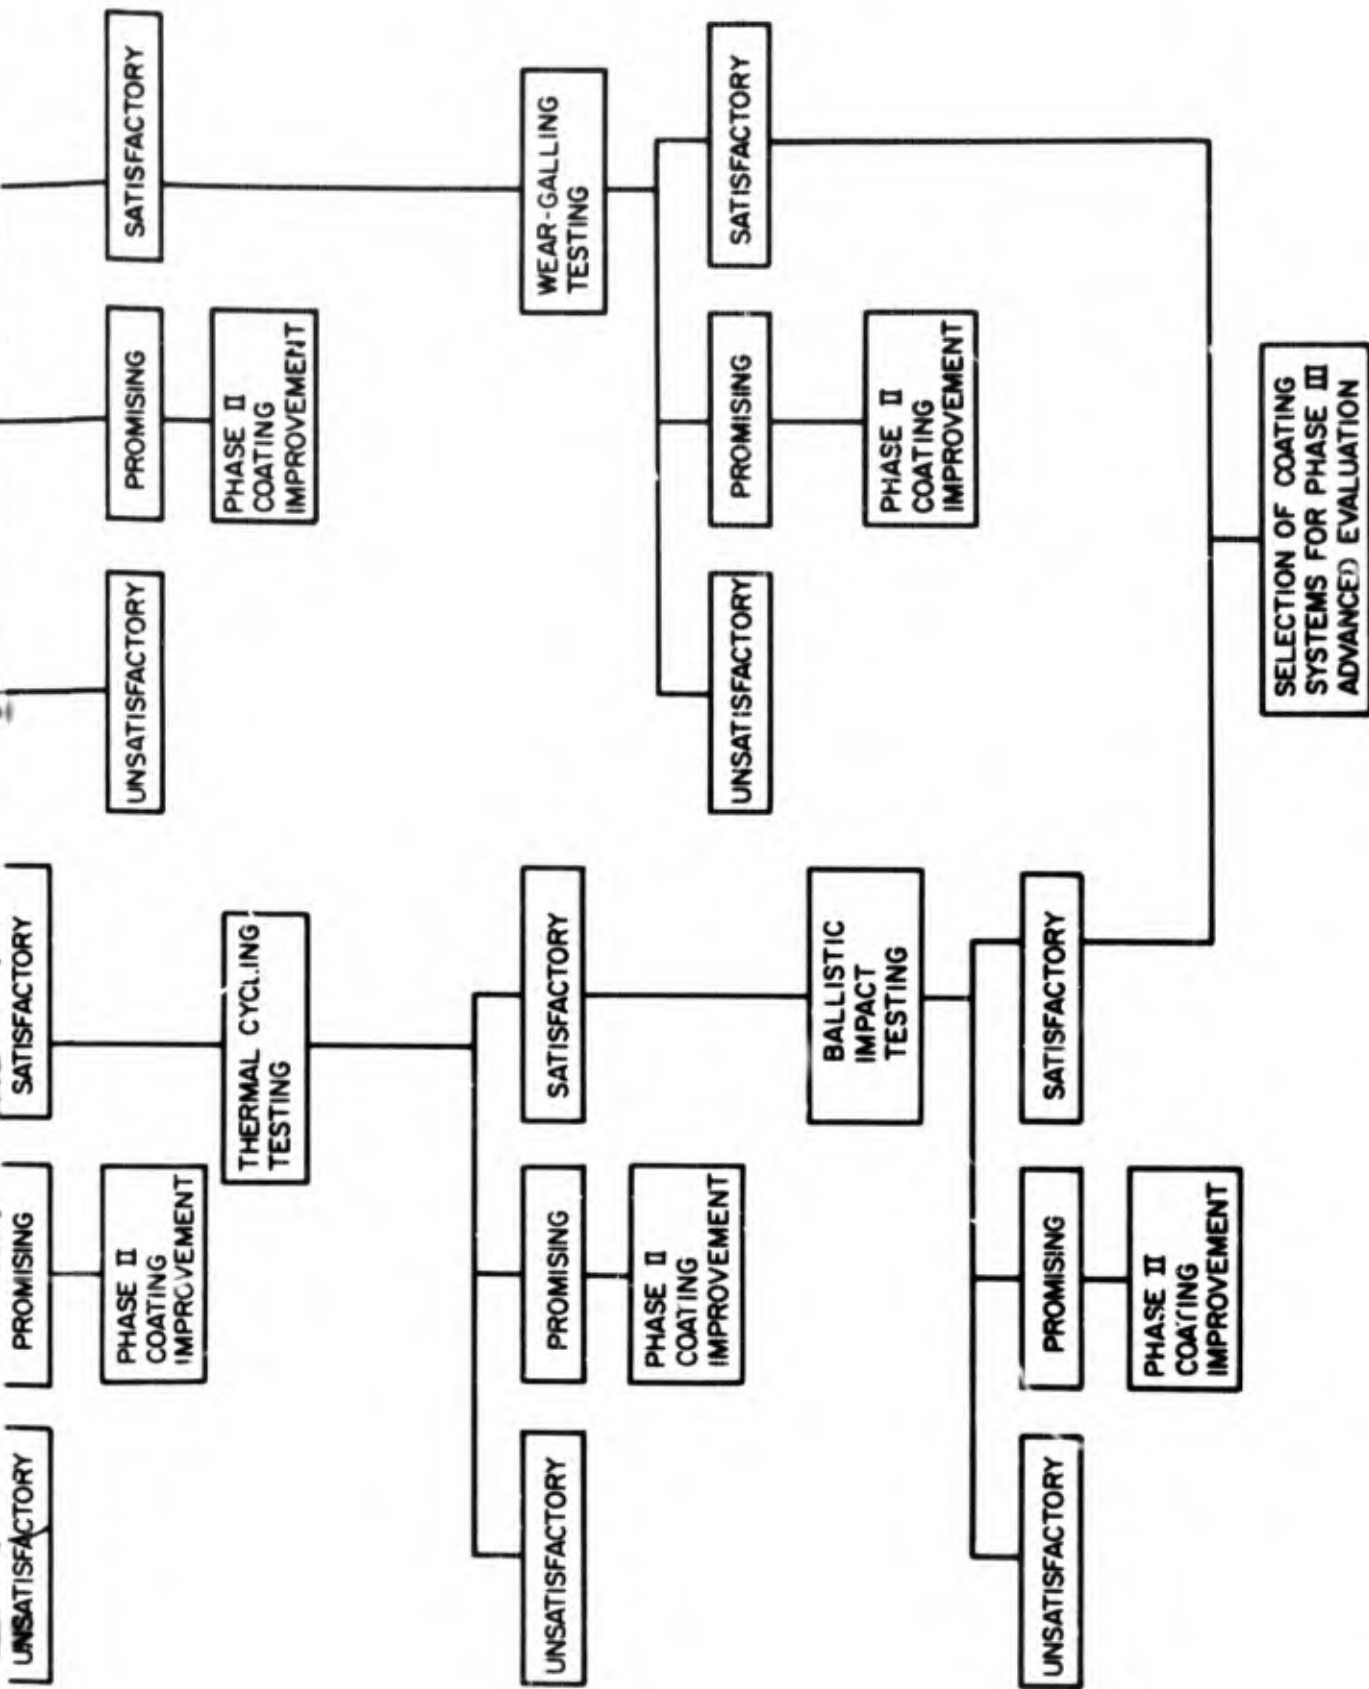 UNSATISFACTORY
PROMISING
SATISFACTORY
PHASE II
COATING
IMPROVEMENT
THERMAL CYCLING
TESTING
UNSATISFACTORY
PROMISING
SATISFACTORY
PHASE II
COATING
IMPROVEMENT
BALLISTIC
IMPACT
TESTING
UNSATISFACTORY
PROMISING
SATISFACTORY
PHASE II
COATING
IMPROVEMENT
UNSATISFACTORY
PROMISING
SATISFACTORY
PHASE II
COATING
IMPROVEMENT
WEAR-GALLING
TESTING
UNSATISFACTORY
PROMISING
SATISFACTORY
PHASE II
COATING
IMPROVEMENT
SELECTION OF COATING
SYSTEMS FOR PHASE III
ADVANCED EVALUATION